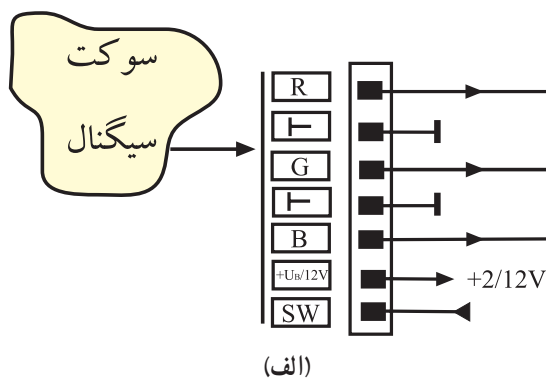 سوکت
سیگنال
R
G
B
+UB/12V
+2/12V
SW
(الف)